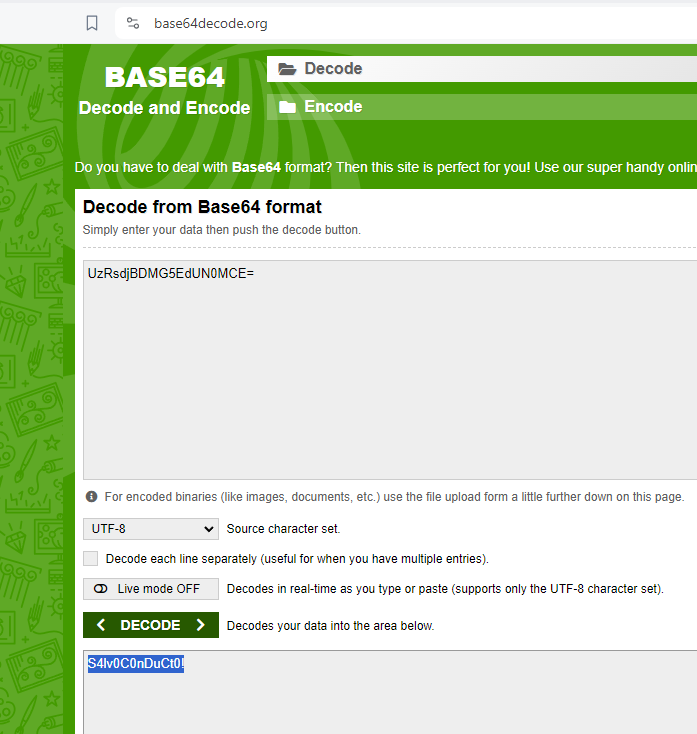 base64decode.org
BASE64
Decode and Encode
Decode
Encode
Do you have to deal with Base64 format? Then this site is perfect for you! Use our super handy onlin
Decode from Base64 format
Simply enter your data then push the decode button.
UzRsdjBDMG5EdUN0MCE=
For encoded binaries (like images, documents, etc.) use the file upload form a little further down on this page.
UTF-8 Source character set.
Decode each line separately (useful for when you have multiple entries).
Live mode OFF Decodes in real-time as you type or paste (supports only the UTF-8 character set).
< DECODE > Decodes your data into the area below.
S4lv0C0nDuCt0!